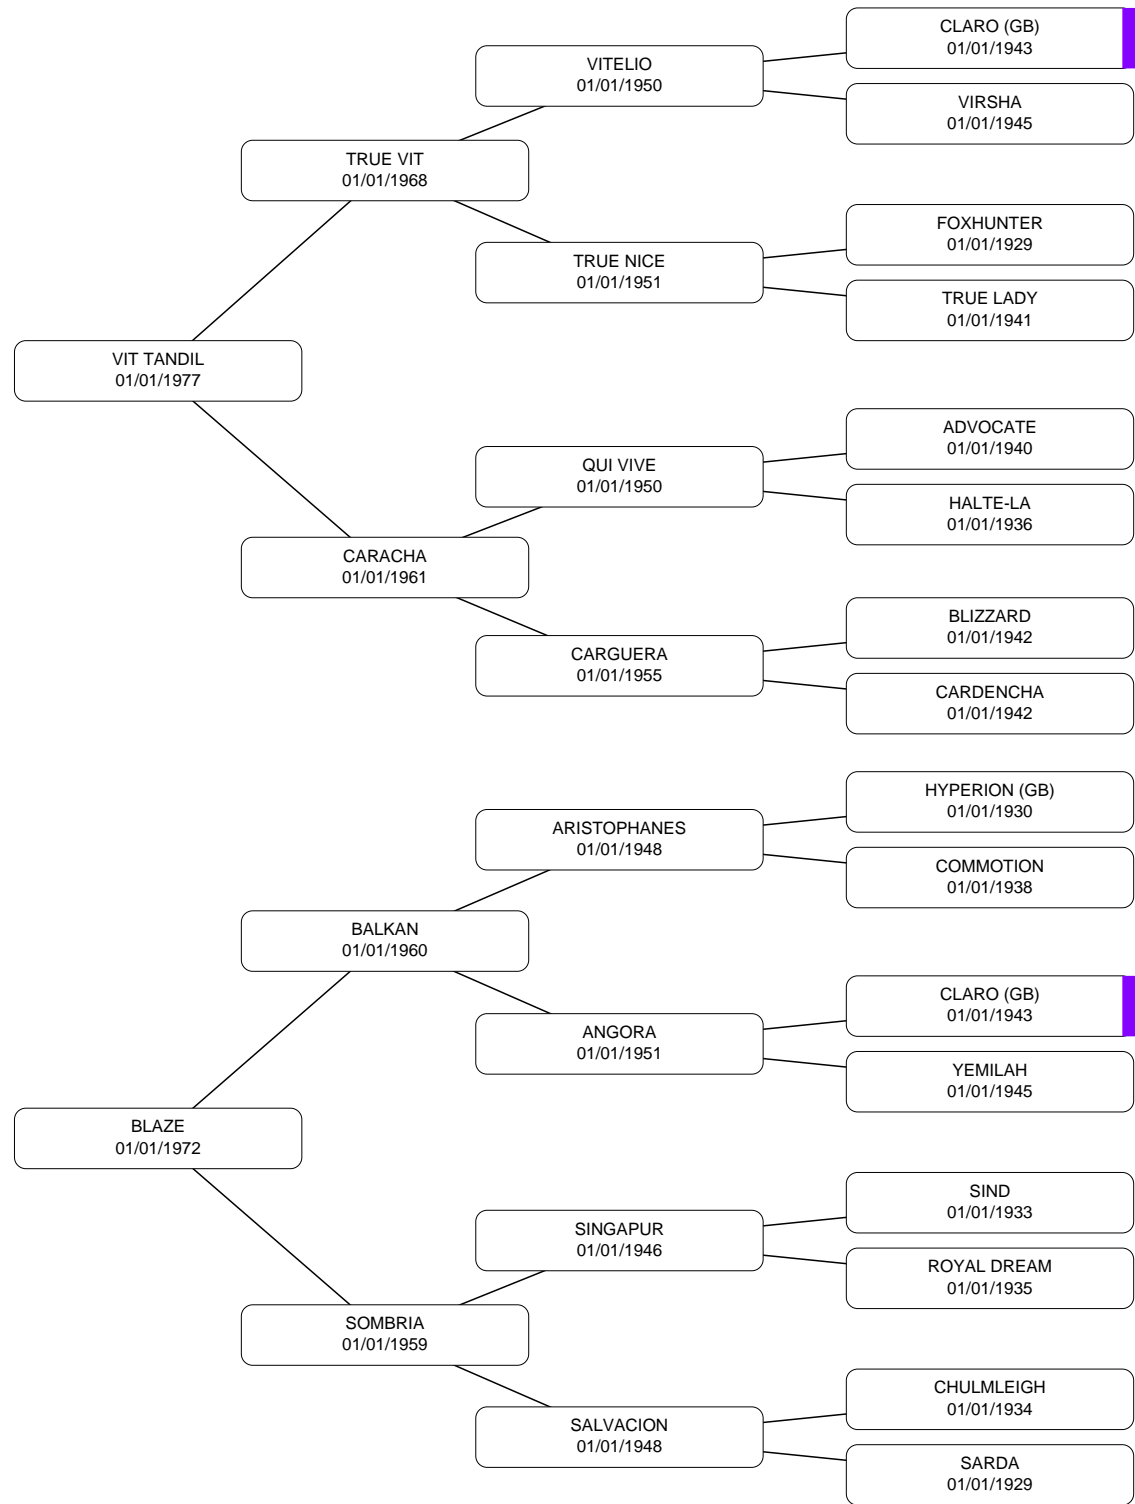 CLARO (GB)
01/01/1943
VITELIO
01/01/1950
VIRSHA
01/01/1945
TRUE VIT
01/01/1968
FOXHUNTER
01/01/1929
TRUE NICE
01/01/1951
TRUE LADY
01/01/1941
VIT TANDIL
01/01/1977
ADVOCATE
01/01/1940
QUI VIVE
01/01/1950
HALTE-LA
01/01/1936
CARACHA
01/01/1961
BLIZZARD
01/01/1942
CARGUERA
01/01/1955
CARDENCHA
01/01/1942
HYPERION (GB)
01/01/1930
ARISTOPHANES
01/01/1948
COMMOTION
01/01/1938
BALKAN
01/01/1960
CLARO (GB)
01/01/1943
ANGORA
01/01/1951
YEMILAH
01/01/1945
BLAZE
01/01/1972
SIND
01/01/1933
SINGAPUR
01/01/1946
ROYAL DREAM
01/01/1935
SOMBRIA
01/01/1959
CHULMLEIGH
01/01/1934
SALVACION
01/01/1948
SARDA
01/01/1929